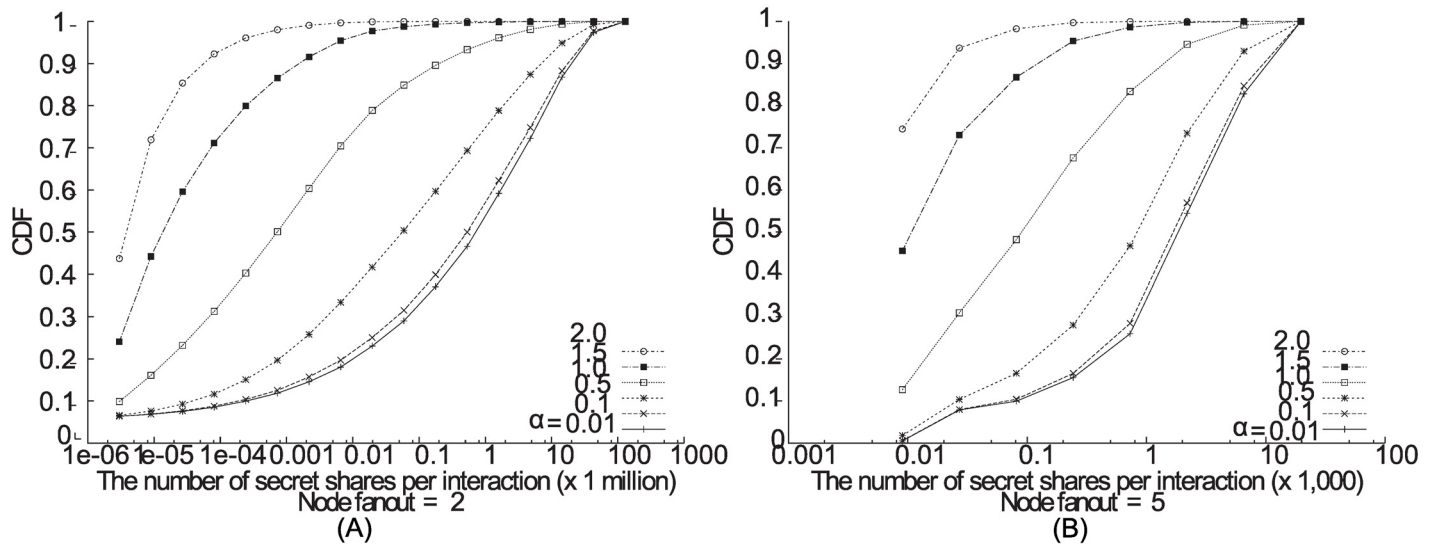 1
0.9
0.8
0.7
0.6
0.5
0.4
0.3
0.2
0.1
0
CDF
2.0
1.5
1.0
0.5
0.1
α = 0.01
1e-06 1e-05 1e-04 0.001 0.01 0.1 1 10 100 1000
The number of secret shares per interaction (x 1 million)
Node fanout = 2
(A)
1
0.9
0.8
0.7
0.6
0.5
0.4
0.3
0.2
0.1
0
CDF
2.0
1.5
1.0
0.5
0.1
α = 0.01
0.001 0.01 0.1 1 10 100
The number of secret shares per interaction (x 1,000)
Node fanout = 5
(B)